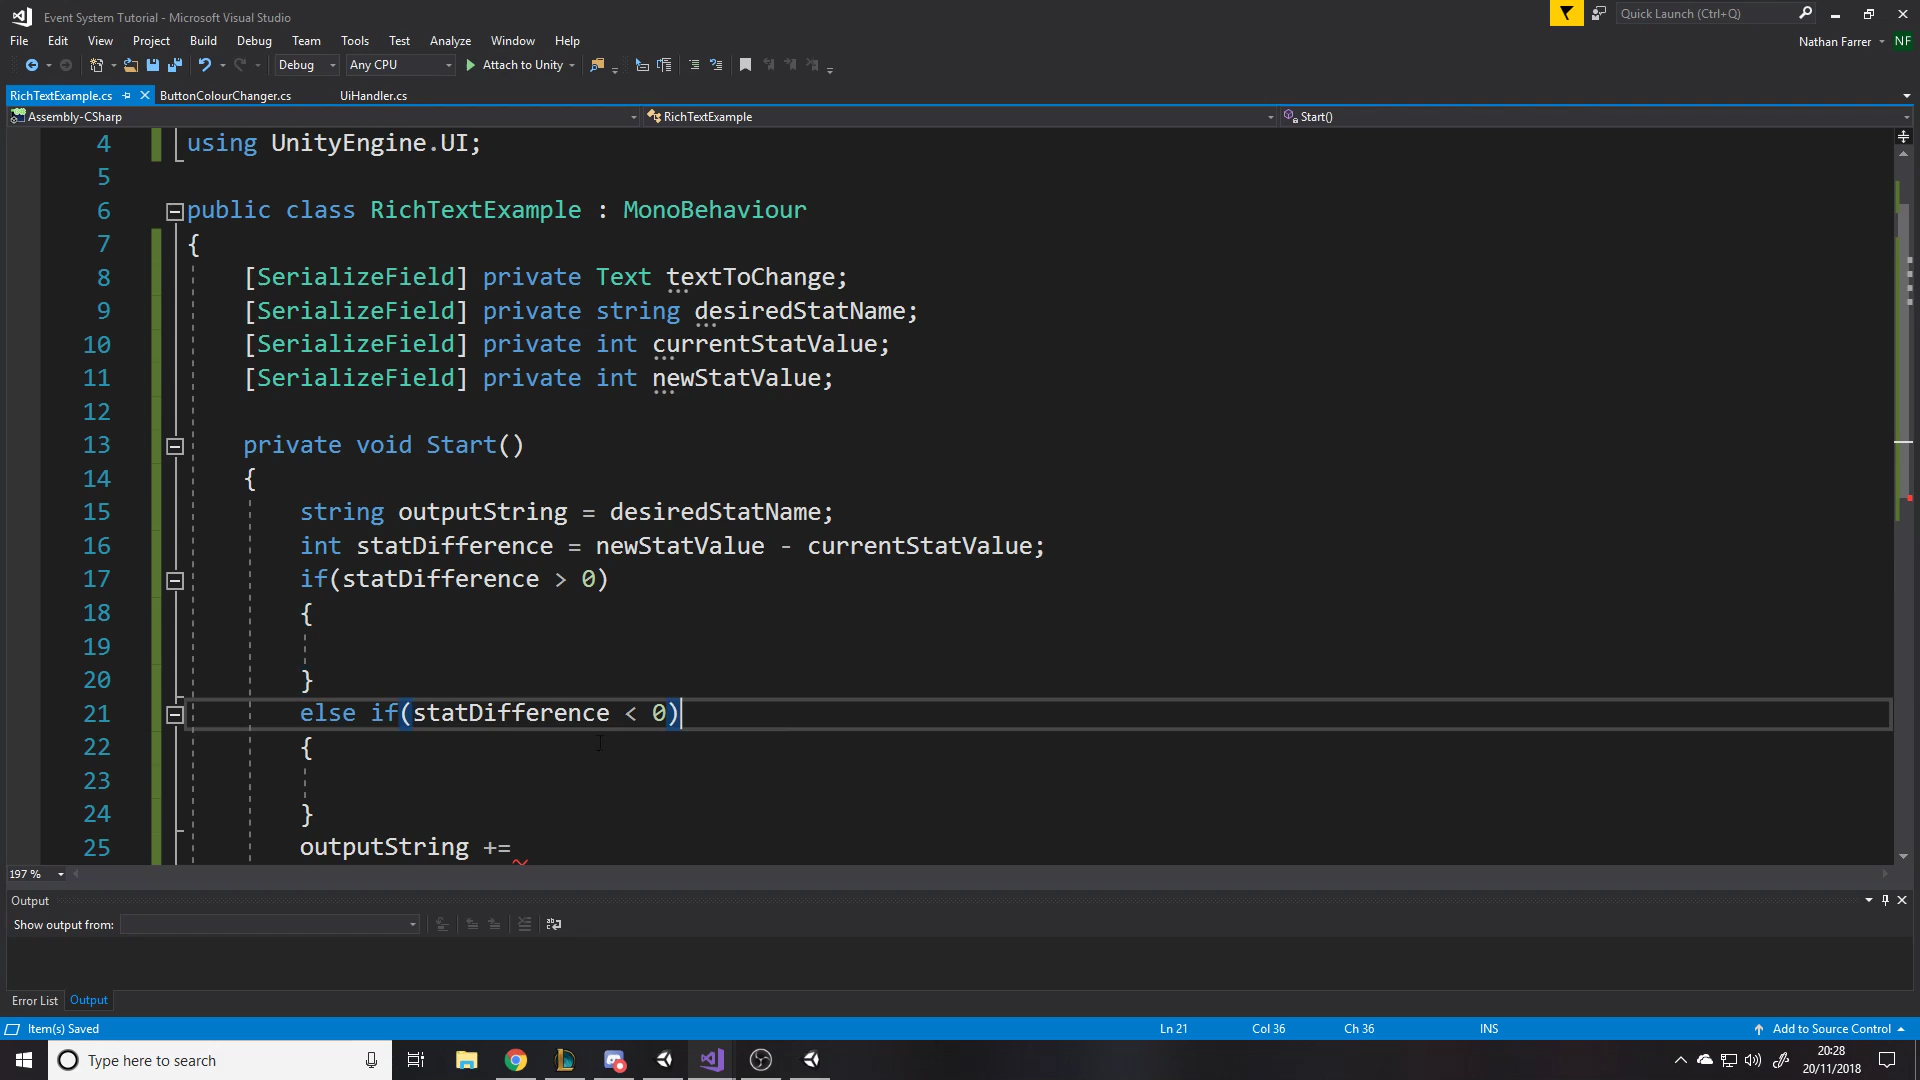 Event System Tutorial - Microsoft Visual Studio
Quick Launch (Ctrl+Q)
File Edit View Project Build Debug Team Tools Test Analyze Window Help
Nathan Farrer NF
Debug Any CPU Attach to Unity
RichTextExample.cs ButtonColourChanger.cs UiHandler.cs
Assembly-CSharp RichTextExample Start()
4 using UnityEngine.UI;
5
6 public class RichTextExample : MonoBehaviour
7 {
8 [SerializeField] private Text textToChange;
9 [SerializeField] private string desiredStatName;
10 [SerializeField] private int currentStatValue;
11 [SerializeField] private int newStatValue;
12
13 private void Start()
14 {
15 string outputString = desiredStatName;
16 int statDifference = newStatValue - currentStatValue;
17 if(statDifference > 0)
18 {
19
20 }
21 else if(statDifference < 0)
22 {
23
24 }
25 outputString +=
197 %
Output
Show output from:
Error List Output
Item(s) Saved Ln 21 Col 36 Ch 36 INS Add to Source Control
Type here to search
20:28
20/11/2018